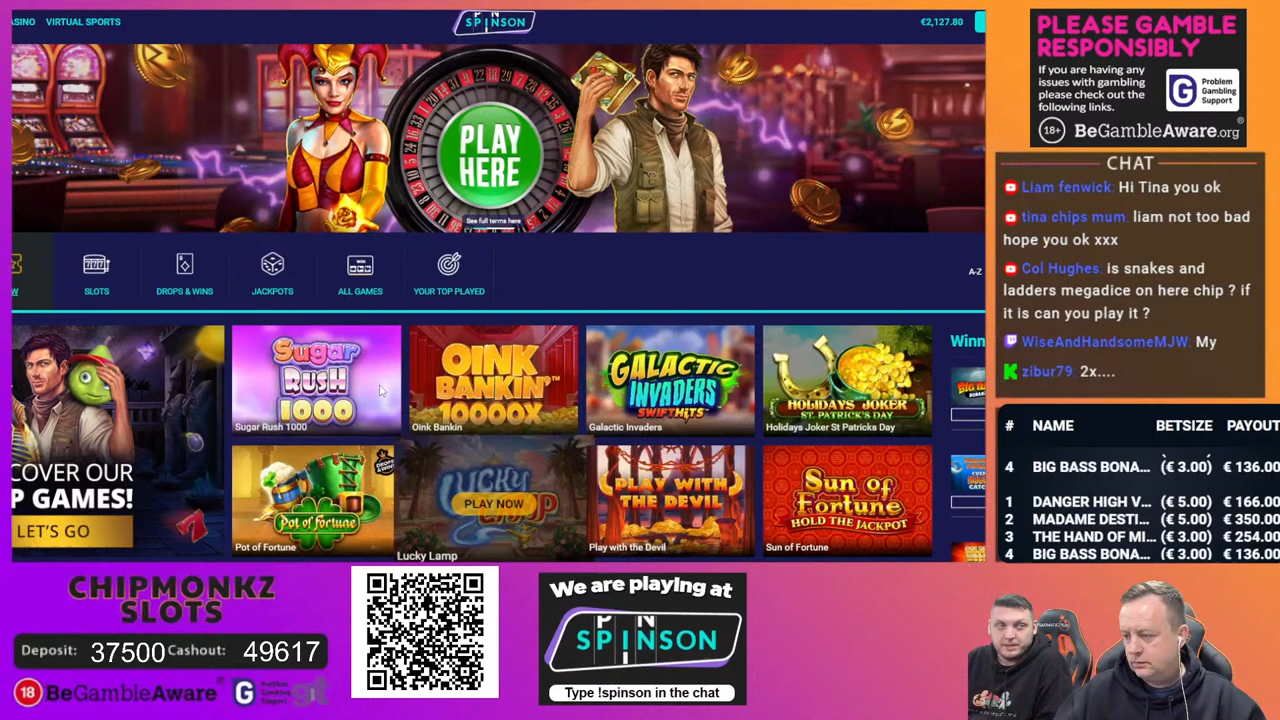 ASINO VIRTUAL SPORTS
SPINSON
€2,127.80
PLAY
HERE
See full terms here
SLOTS
DROPS & WINS
JACKPOTS
ALL GAMES
YOUR TOP PLAYED
A-Z
COVER OUR
P GAMES!
LET'S GO
Sugar
RUSH
1000
Sugar Rush 1000
OINK
BANKIN'™
10000X
Oink Bankin
GALACTIC
INVADERS
SWIFTHITS™
Galactic Invaders
HOLIDAYS JOKER
ST. PATRICK'S DAY
Holidays Joker St Patricks Day
Winn
Pot of Fortune
Pot of Fortune
PLAY NOW
Lucky Lamp
PLAY WITH
THE DEVIL
Play with the Devil
Sun of
Fortune
HOLD THE JACKPOT
Sun of Fortune
PLEASE GAMBLE
RESPONSIBLY
If you are having any
issues with gambling
please check out the
following links.
Problem
Gambling
Support
18+ BeGambleAware.org®
CHAT
Liam fenwick: Hi Tina you ok
tina chips mum: liam not too bad
hope you ok xxx
Col Hughes: is snakes and
ladders megadice on here chip ? if
it is can you play it ?
WiseAndHandsomeMJW: My
zibur79: 2x....
# NAME BETSIZE PAYOUT
4 BIG BASS BONA... (€ 3.00) € 136.00
1 DANGER HIGH V... (€ 5.00) € 166.00
2 MADAME DESTI... (€ 5.00) € 350.00
3 THE HAND OF MI... (€ 3.00) € 254.00
4 BIG BASS BONA... (€ 3.00) € 136.00
CHIPMONKZ
SLOTS
Deposit: 37500 Cashout: 49617
18 BeGambleAware
Problem
Gambling
Support
We are playing at
SPINSON
Type !spinson in the chat